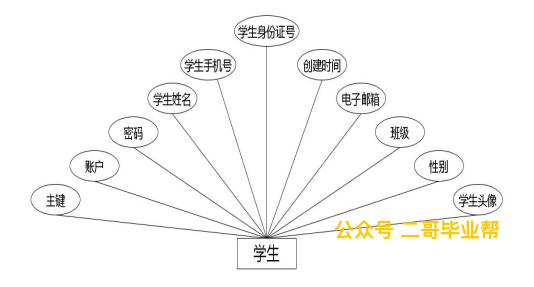 学生身份证号
学生手机号
创建时间
学生姓名
电子邮箱
密码
班级
账户
性别
主键
学生头像
公众号 二哥毕业帮
学生